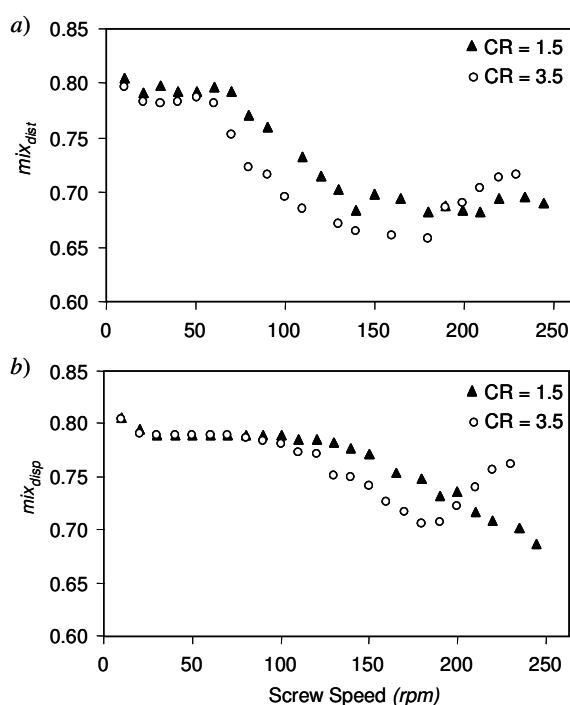 a)
0.85
▲ CR = 1.5
○ CR = 3.5
0.80
0.75
mix_dist
0.70
0.65
0.60
0 50 100 150 200 250
b)
0.85
▲ CR = 1.5
○ CR = 3.5
0.80
0.75
mix_disp
0.70
0.65
0.60
0 50 100 150 200 250
Screw Speed (rpm)